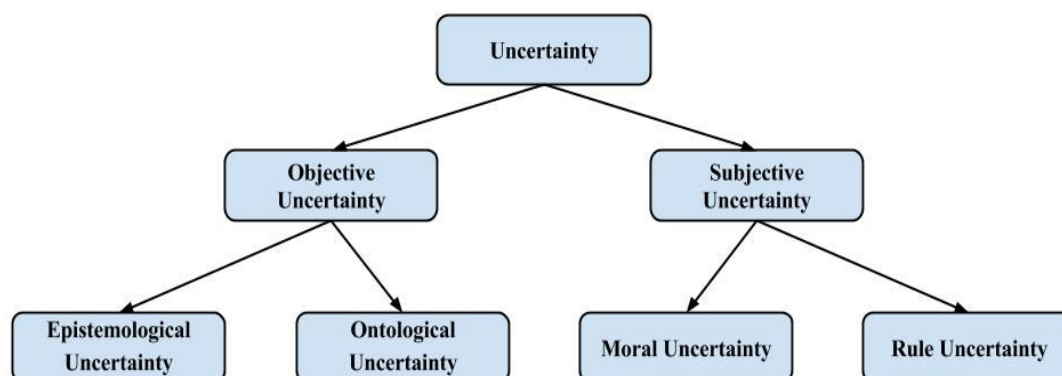 Uncertainty
Objective
Uncertainty
Subjective
Uncertainty
Epistemological
Uncertainty
Ontological
Uncertainty
Moral Uncertainty
Rule Uncertainty